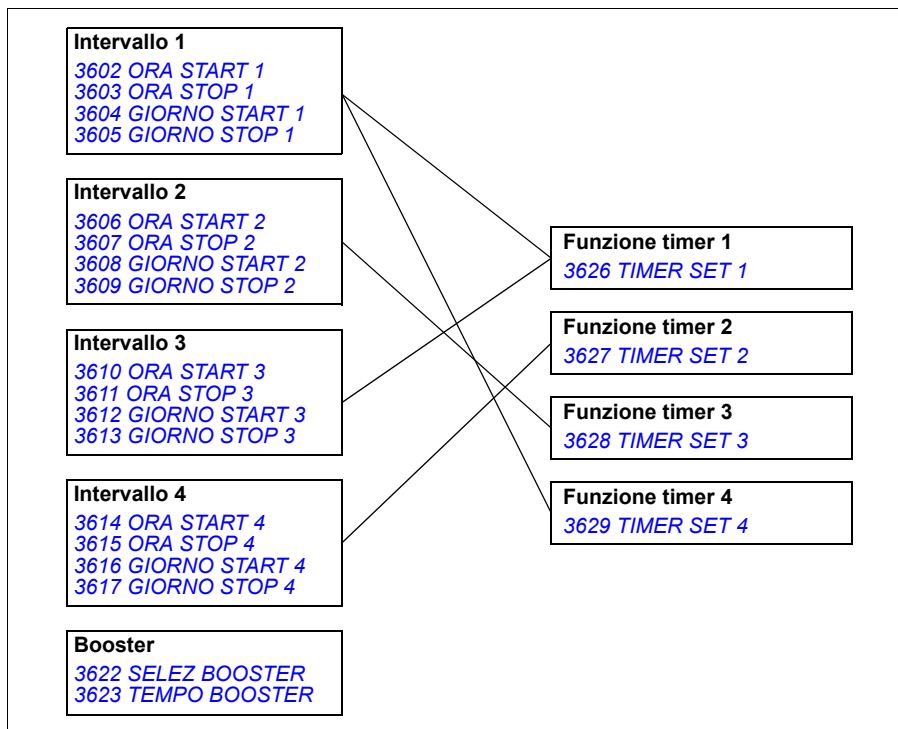 Intervallo 1
3602 ORA START 1
3603 ORA STOP 1
3604 GIORNO START 1
3605 GIORNO STOP 1
Intervallo 2
3606 ORA START 2
3607 ORA STOP 2
3608 GIORNO START 2
3609 GIORNO STOP 2
Intervallo 3
3610 ORA START 3
3611 ORA STOP 3
3612 GIORNO START 3
3613 GIORNO STOP 3
Intervallo 4
3614 ORA START 4
3615 ORA STOP 4
3616 GIORNO START 4
3617 GIORNO STOP 4
Booster
3622 SELEZ BOOSTER
3623 TEMPO BOOSTER
Funzione timer 1
3626 TIMER SET 1
Funzione timer 2
3627 TIMER SET 2
Funzione timer 3
3628 TIMER SET 3
Funzione timer 4
3629 TIMER SET 4